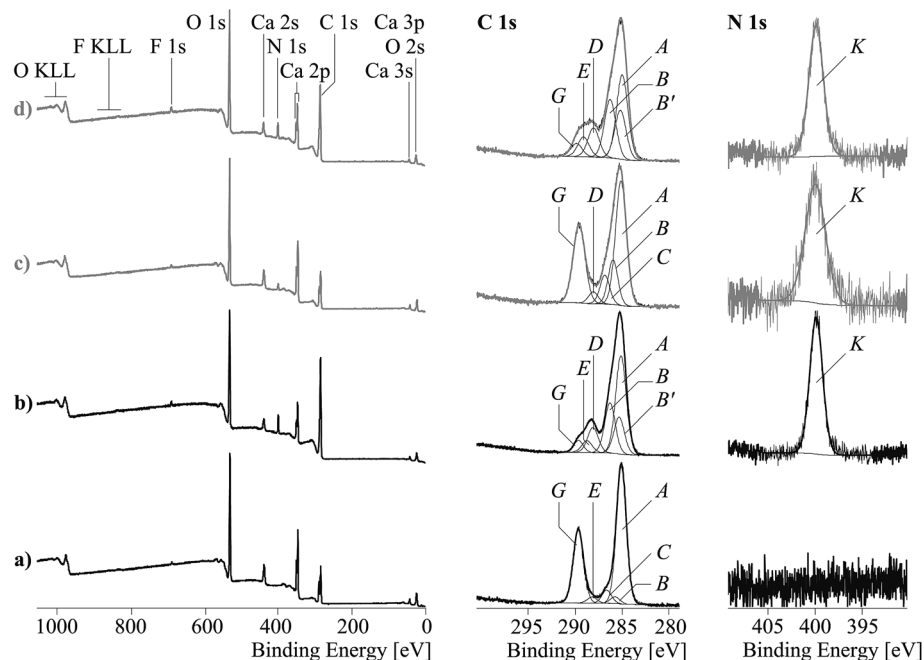 O 1s Ca 2s C 1s Ca 3p
F KLL F 1s N 1s O 2s
O KLL Ca 2p Ca 3s
d)
c)
b)
a)
1000 800 600 400 200 0
Binding Energy [eV]
C 1s
D A
E B
G B'
G D A
B
C
D A
E B
G B'
G E A
C
B
295 290 285 280
Binding Energy [eV]
N 1s
K
K
K
405 400 395
Binding Energy [eV]